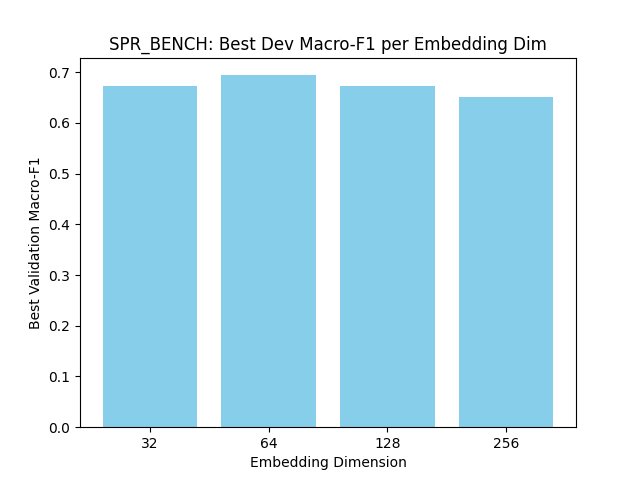 SPR_BENCH: Best Dev Macro-F1 per Embedding Dim
Best Validation Macro-F1
0.7
0.6
0.5
0.4
0.3
0.2
0.1
0.0
32 64 128 256
Embedding Dimension